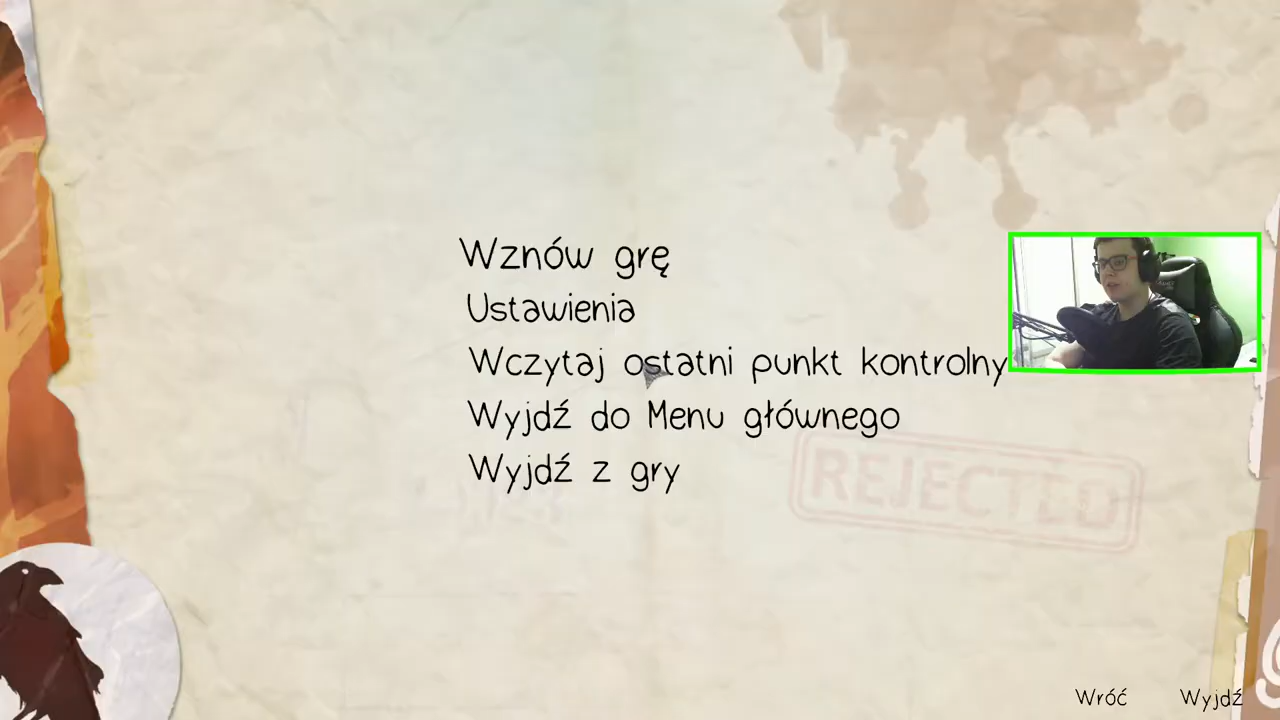 Wznów grę
Ustawienia
Wczytaj ostatni punkt kontrolny
Wyjdź do Menu głównego
REJECTED
Wyjdź z gry
Wróć Wyjdź